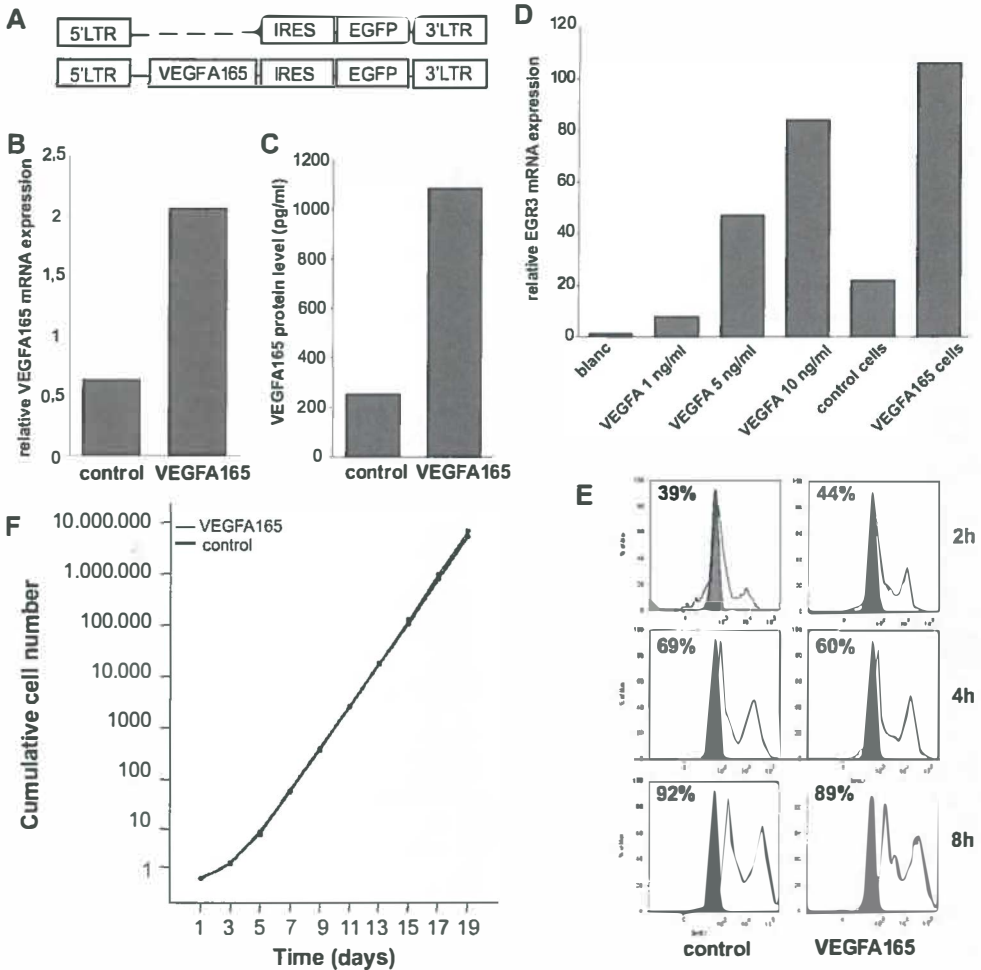 A
5'LTR IRES EGFP 3'LTR
5'LTR VEGFA165 IRES EGFP 3'LTR
B
relative VEGFA165 mRNA expression
2.5
2
1,5
1
0.5
0
control VEGFA165
C
VEGFA165 protein level (pg/ml)
1200
1000
800
600
400
200
0
control VEGFA165
D
relative EGR3 mRNA expression
120
100
80
60
40
20
0
blanc
VEGFA 1 ng/ml
VEGFA 5 ng/ml
VEGFA 10 ng/ml
control cells
VEGFA165 cells
E
39% 44% 2h
69% 60% 4h
92% 89% 8h
control VEGFA165
F
VEGFA165
control
Cumulative cell number
10.000.000
1.000.000
100.000
10.000
1000
100
10
1
1 3 5 7 9 11 13 15 17 19
Time (days)